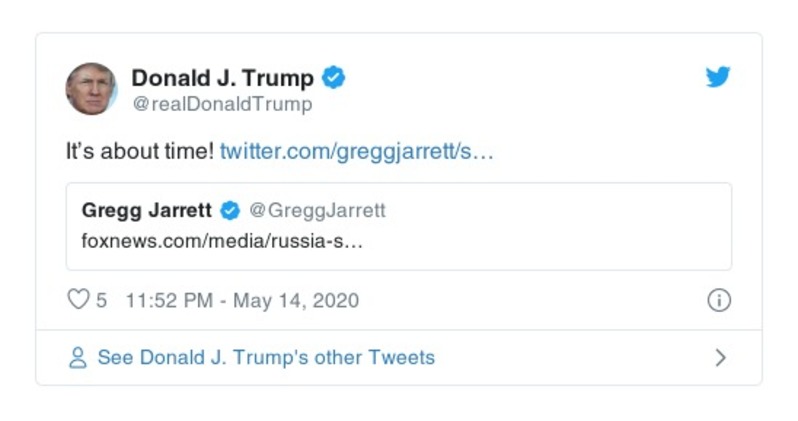 Donald J. Trump
@realDonaldTrump
It’s about time! twitter.com/greggjarrett/s…
Gregg Jarrett @GreggJarrett
foxnews.com/media/russia-s…
5 11:52 PM - May 14, 2020
See Donald J. Trump's other Tweets